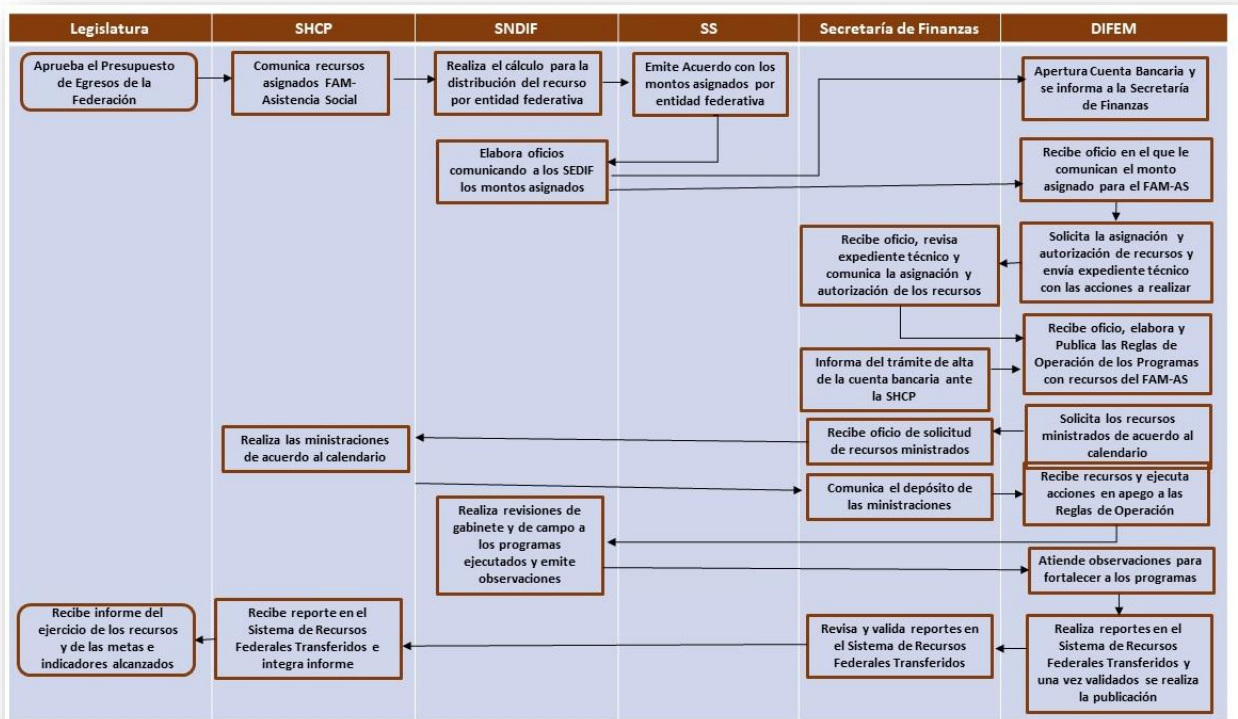 Legislatura
SHCP
SNDIF
SS
Secretaría de Finanzas
DIFEM
Aprueba el Presupuesto
de Egresos de la
Federación
Comunica recursos
asignados FAM-
Asistencia Social
Realiza el cálculo para la
distribución del recurso
por entidad federativa
Emite Acuerdo con los
montos asignados por
entidad federativa
Apertura Cuenta Bancaria y
se informa a la Secretaría
de Finanzas
Elabora oficios
comunicando a los SEDIF
los montos asignados
Recibe oficio en el que le
comunican el monto
asignado para el FAM-AS
Recibe oficio, revisa
expediente técnico y
comunica la asignación y
autorización de los recursos
Solicita la asignación y
autorización de recursos y
envía expediente técnico
con las acciones a realizar
Recibe oficio, elabora y
Publica las Reglas de
Operación de los Programas
con recursos del FAM-AS
Informa del trámite de alta
de la cuenta bancaria ante
la SHCP
Realiza las ministraciones
de acuerdo al calendario
Recibe oficio de solicitud
de recursos ministrados
Solicita los recursos
ministrados de acuerdo al
calendario
Comunica el depósito de
las ministraciones
Recibe recursos y ejecuta
acciones en apego a las
Reglas de Operación
Realiza revisiones de
gabinete y de campo a
los programas
ejecutados y emite
observaciones
Atiende observaciones para
fortalecer a los programas
Recibe informe del
ejercicio de los recursos
y de las metas e
indicadores alcanzados
Recibe reporte en el
Sistema de Recursos
Federales Transferidos e
integra informe
Revisa y valida reportes en
el Sistema de Recursos
Federales Transferidos
Realiza reportes en el
Sistema de Recursos
Federales Transferidos y
una vez validados se realiza
la publicación